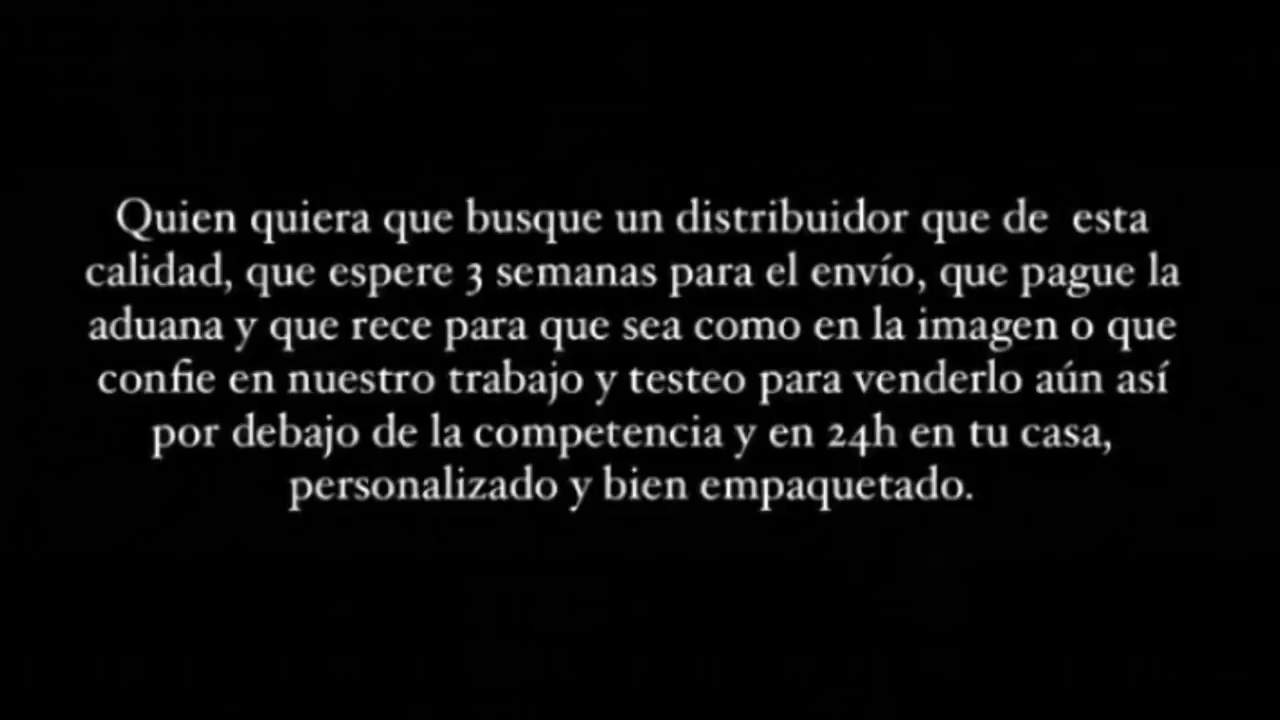 Quien quiera que busque un distribuidor que de esta
calidad, que espere 3 semanas para el envío, que pague la
aduana y que rece para que sea como en la imagen o que
confie en nuestro trabajo y testeo para venderlo aún así
por debajo de la competencia y en 24h en tu casa,
personalizado y bien empaquetado.